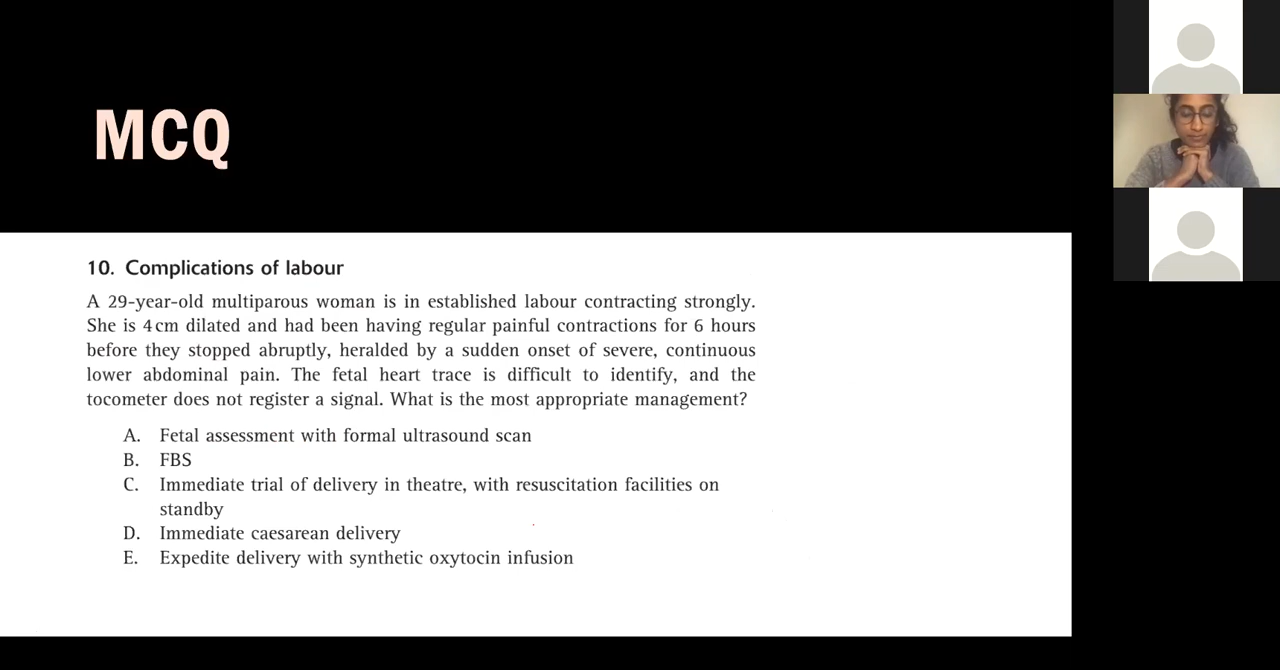 MCQ
10. Complications of labour
A 29-year-old multiparous woman is in established labour contracting strongly.
She is 4 cm dilated and had been having regular painful contractions for 6 hours
before they stopped abruptly, heralded by a sudden onset of severe, continuous
lower abdominal pain. The fetal heart trace is difficult to identify, and the
tocometer does not register a signal. What is the most appropriate management?
A. Fetal assessment with formal ultrasound scan
B. FBS
C. Immediate trial of delivery in theatre, with resuscitation facilities on
standby
D. Immediate caesarean delivery
E. Expedite delivery with synthetic oxytocin infusion